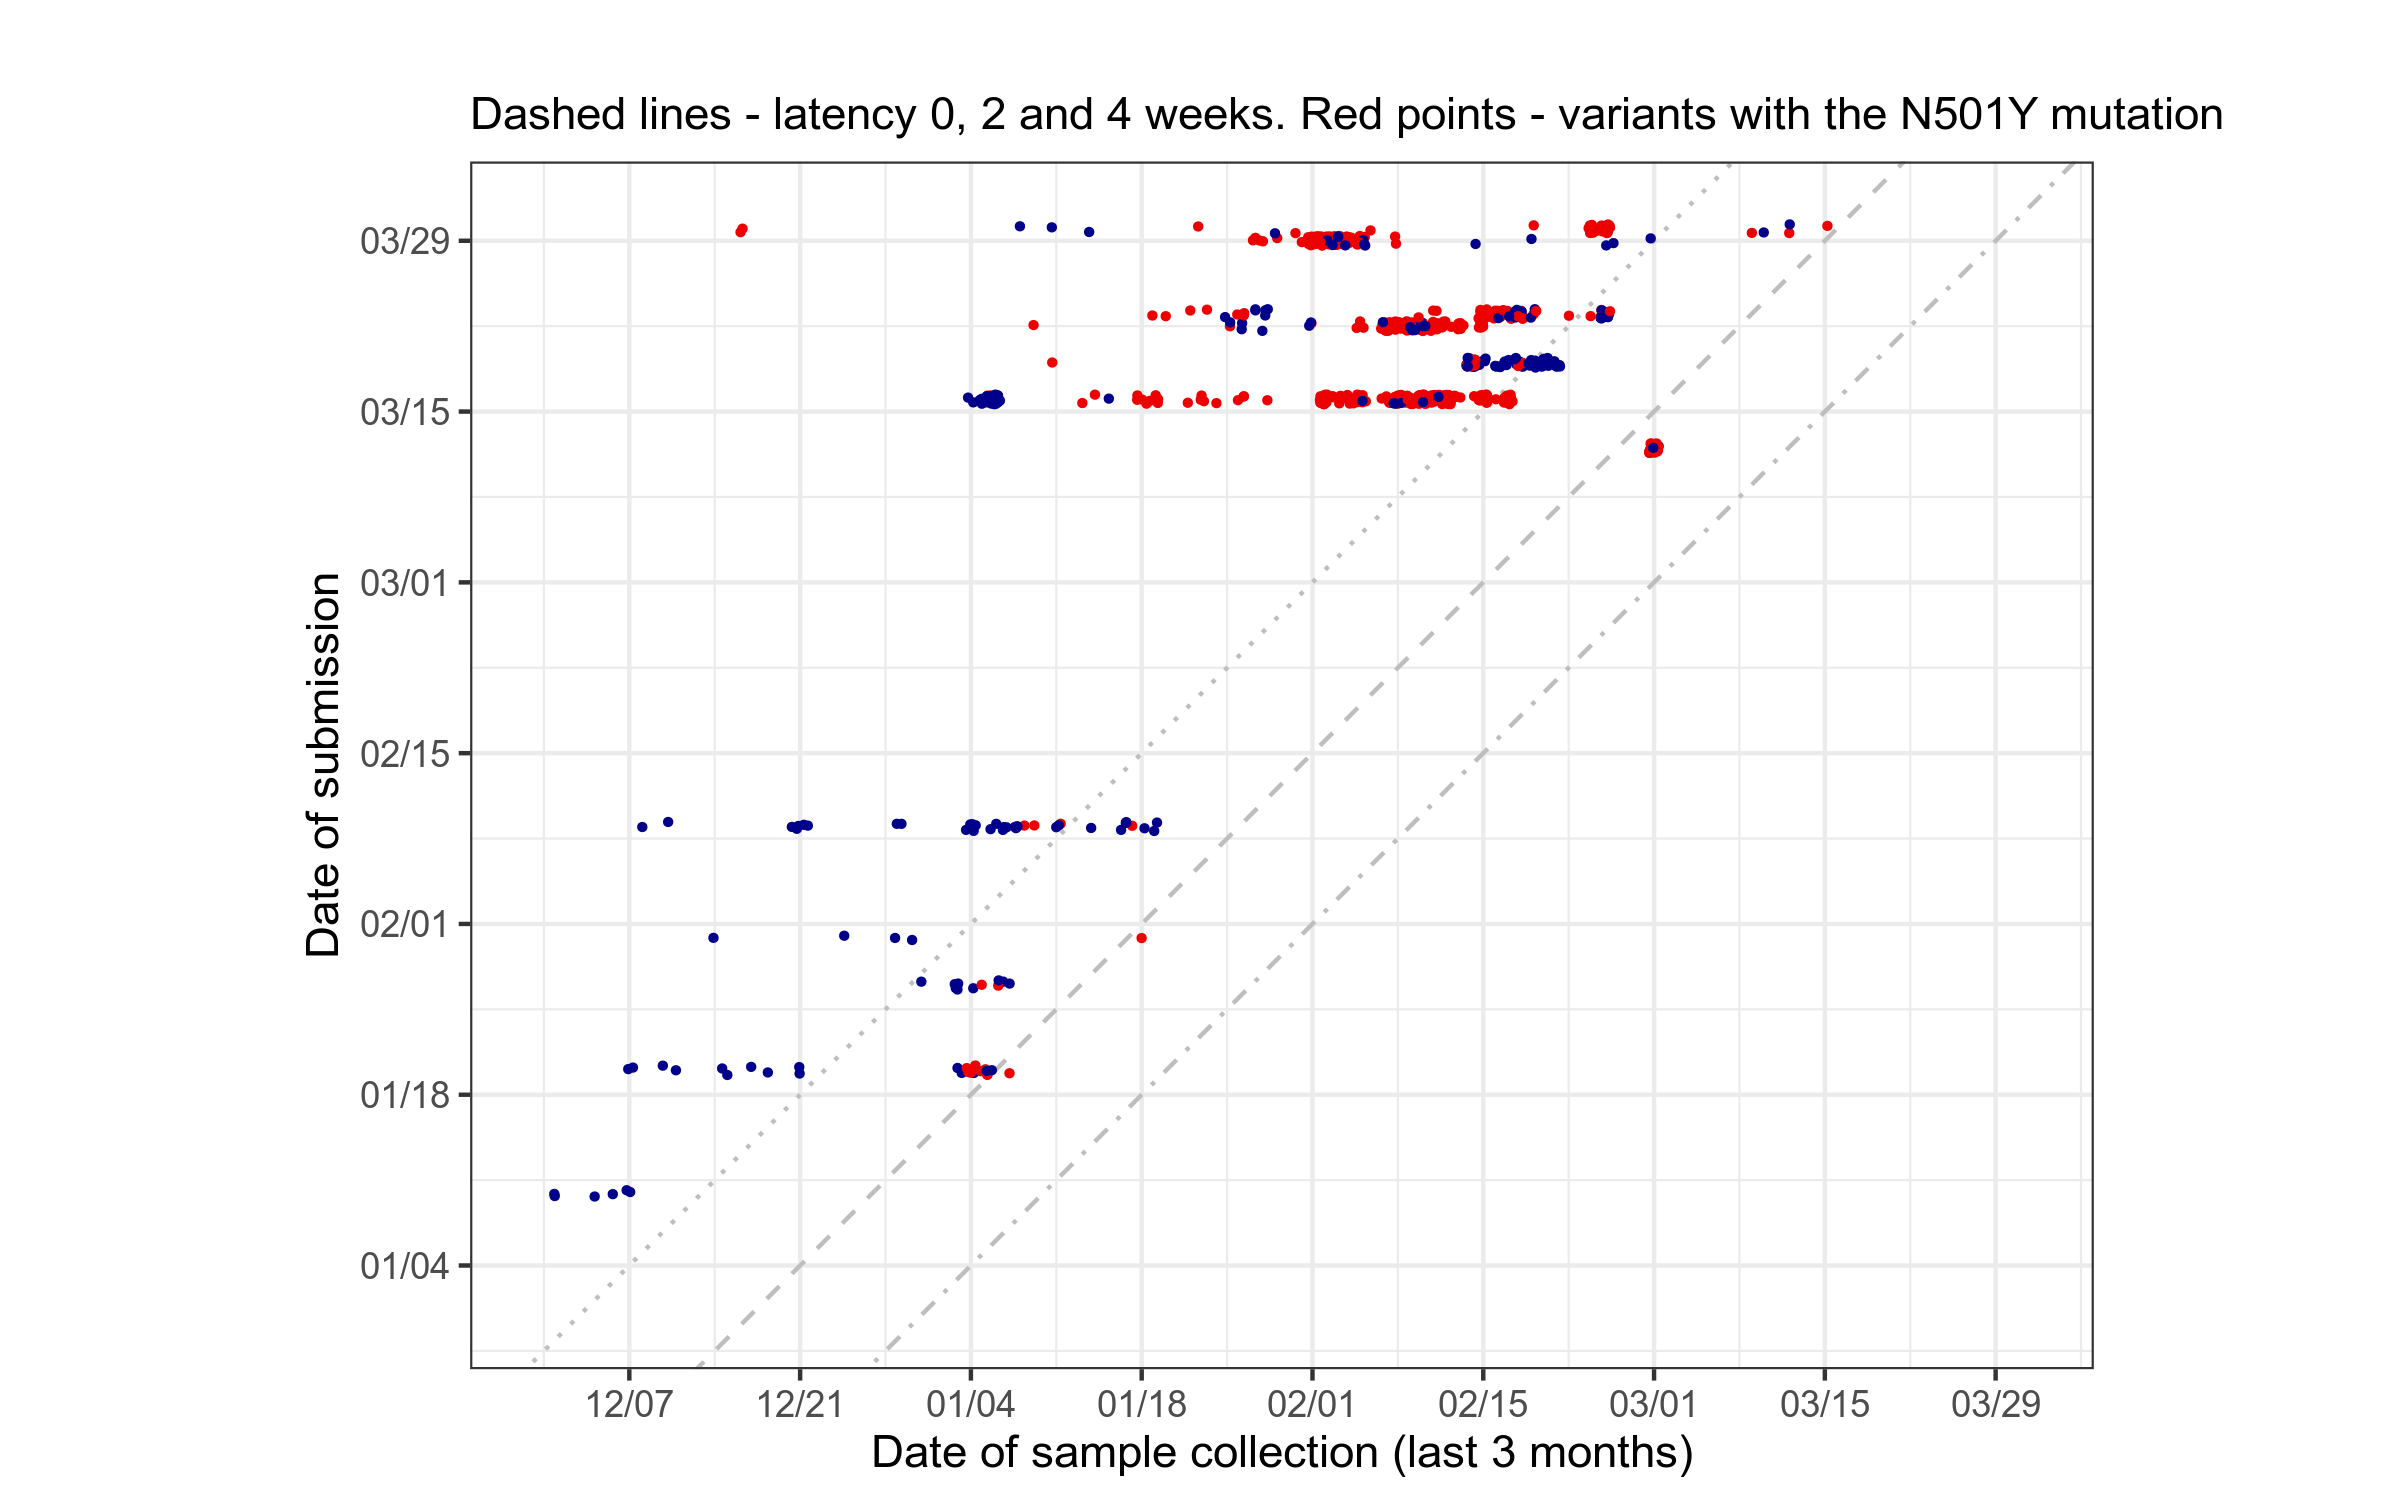 Dashed lines - latency 0, 2 and 4 weeks. Red points - variants with the N501Y mutation
Date of submission
03/29
03/15
03/01
02/15
02/01
01/18
01/04
12/07 12/21 01/04 01/18 02/01 02/15 03/01 03/15 03/29
Date of sample collection (last 3 months)